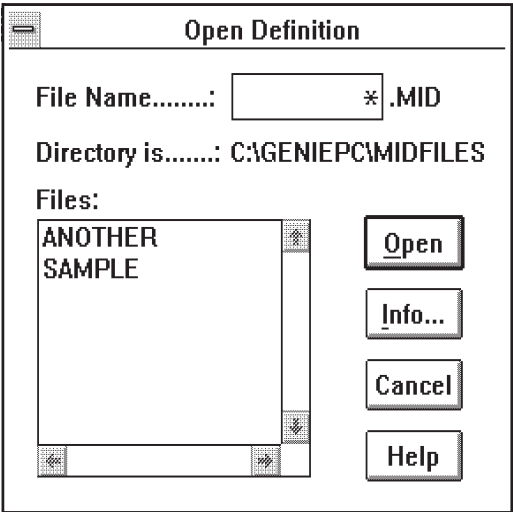 Open Definition
File Name........: * .MID
Directory is.......: C:\GENIEPC\MIDFILES
Files:
ANOTHER
SAMPLE
Open
Info...
Cancel
Help